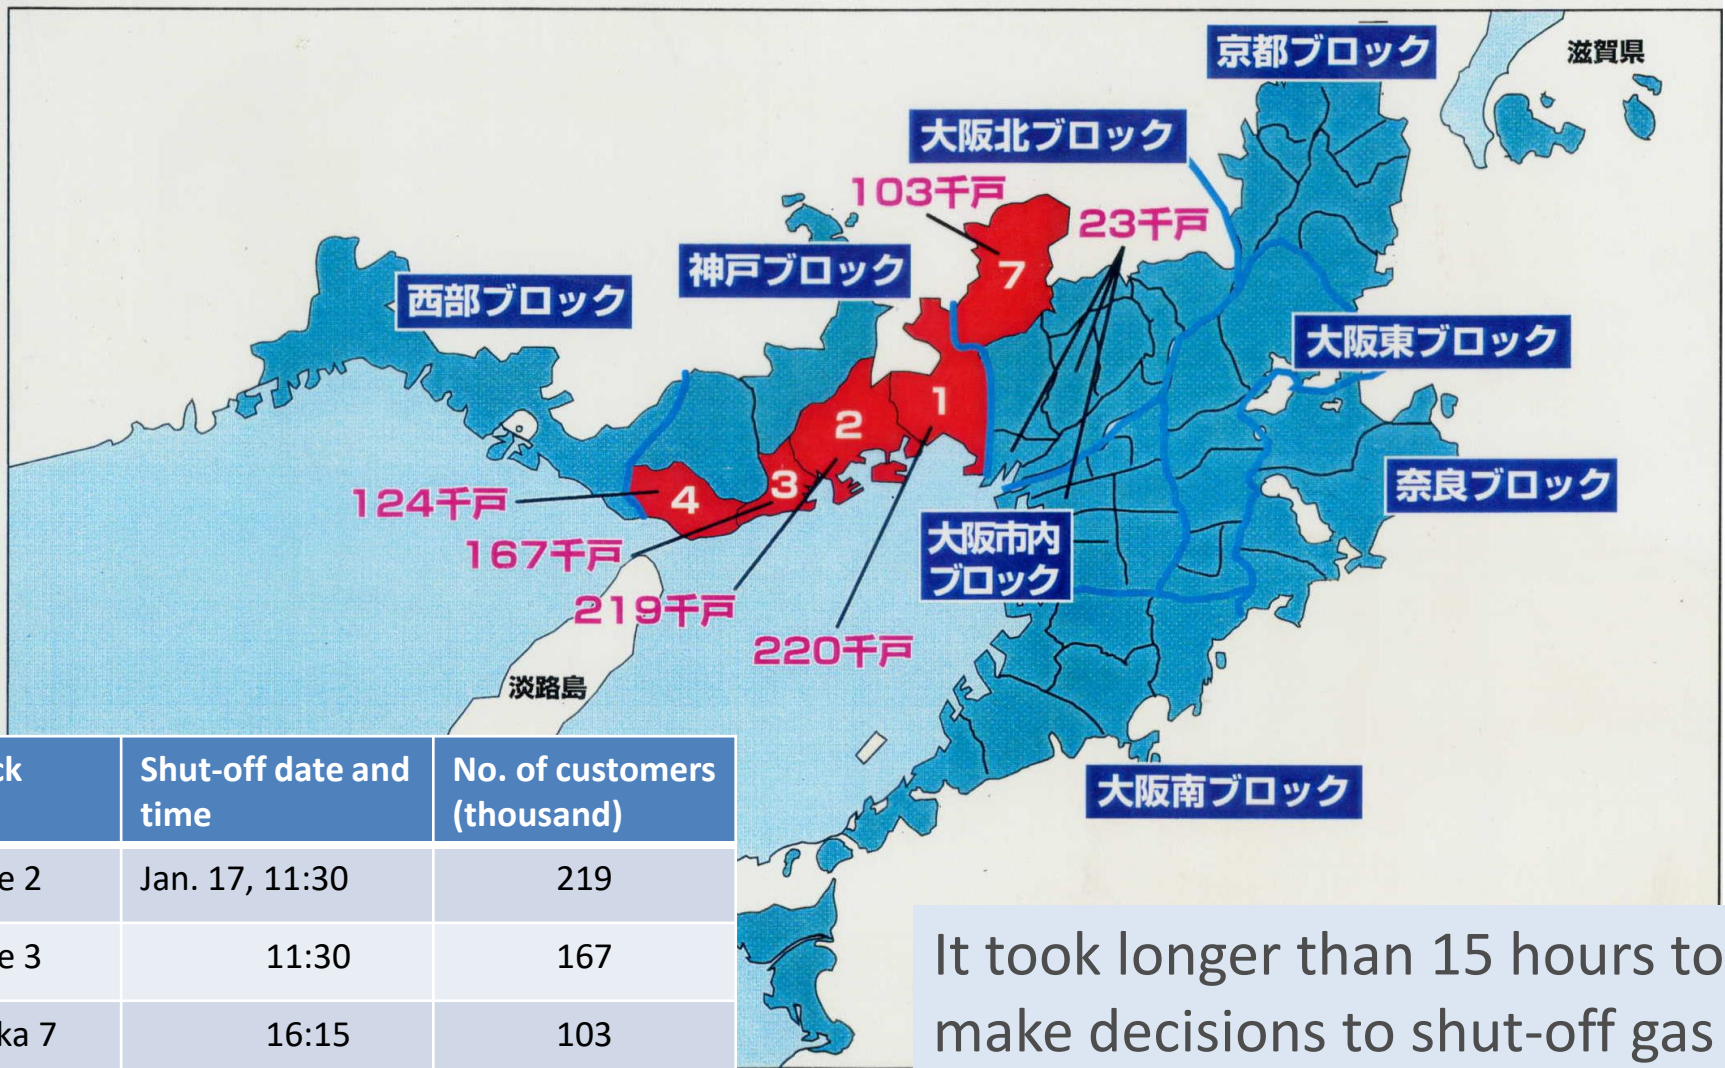 京都ブロック
滋賀県
大阪北ブロック
103千戸
23千戸
神戸ブロック
西部ブロック
7
大阪東ブロック
1
2
奈良ブロック
3
4
124千戸
大阪市内
ブロック
167千戸
219千戸
220千戸
淡路島
大阪南ブロック
ck Shut-off date and time No. of customers (thousand)
e 2 Jan. 17, 11:30 219
e 3 11:30 167
ka 7 16:15 103
It took longer than 15 hours to
make decisions to shut-off gas